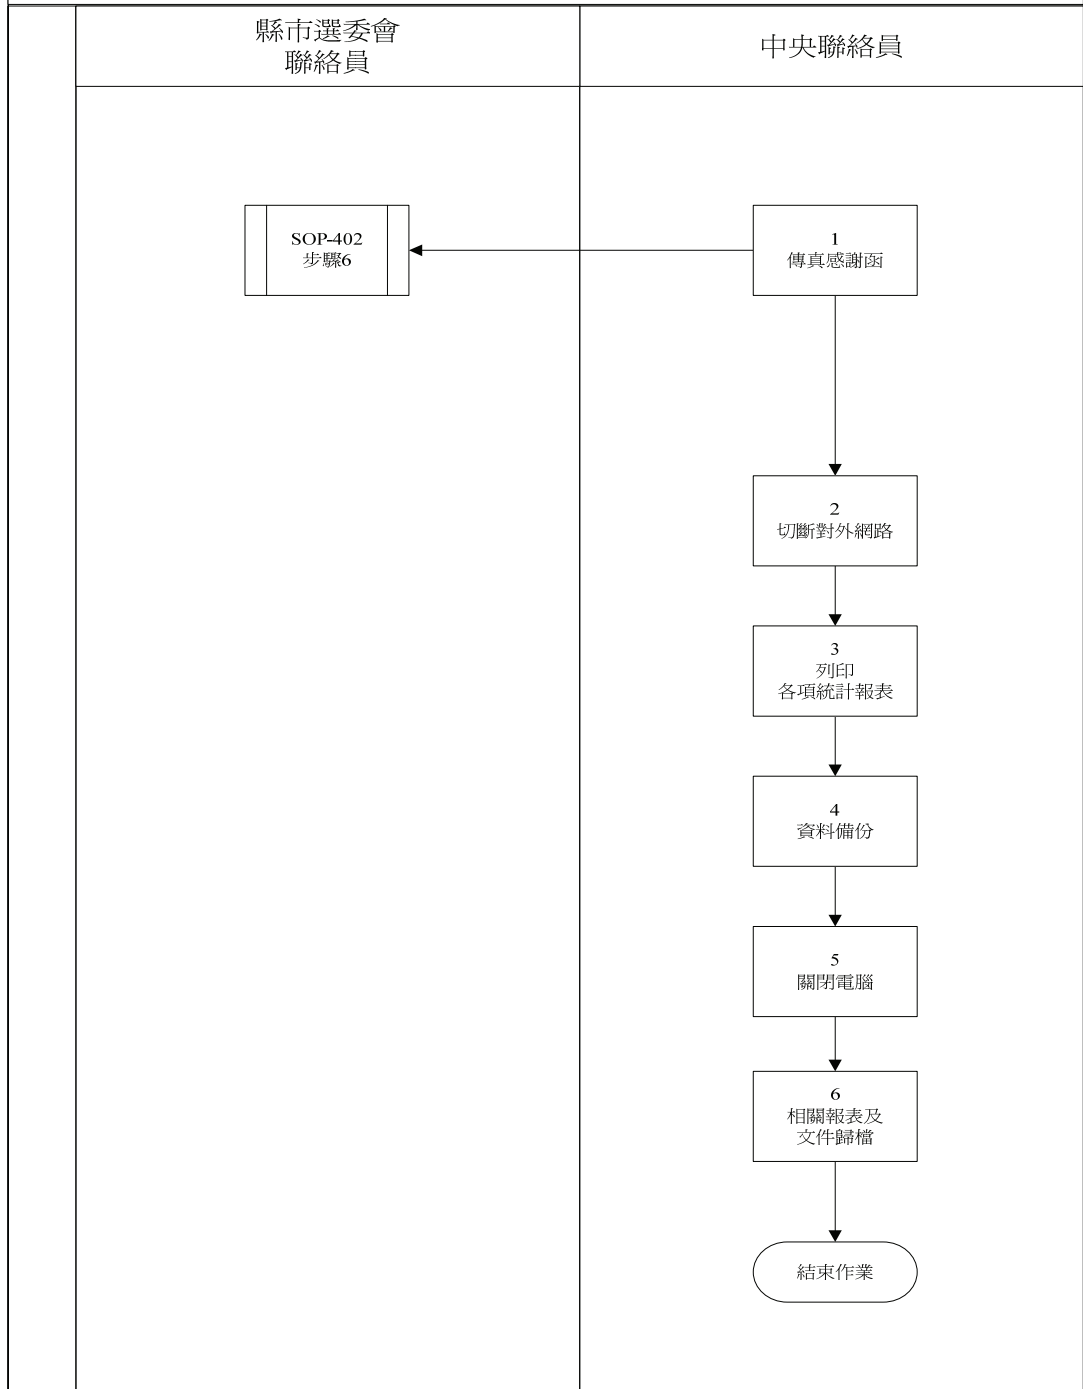 縣市選委會
聯絡員
中央聯絡員
SOP-402
步驟6
1
傳真感謝函
2
切斷對外網路
3
列印
各項統計報表
4
資料備份
5
關閉電腦
6
相關報表及
文件歸檔
結束作業